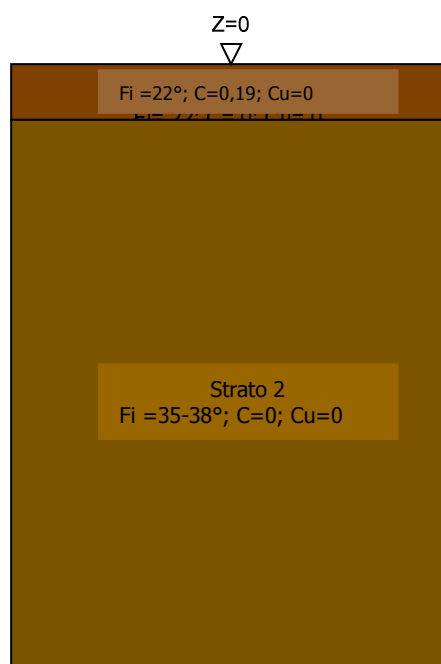 Z=0
Fi =22°; C=0,19; Cu=0
Strato 2
Fi =35-38°; C=0; Cu=0